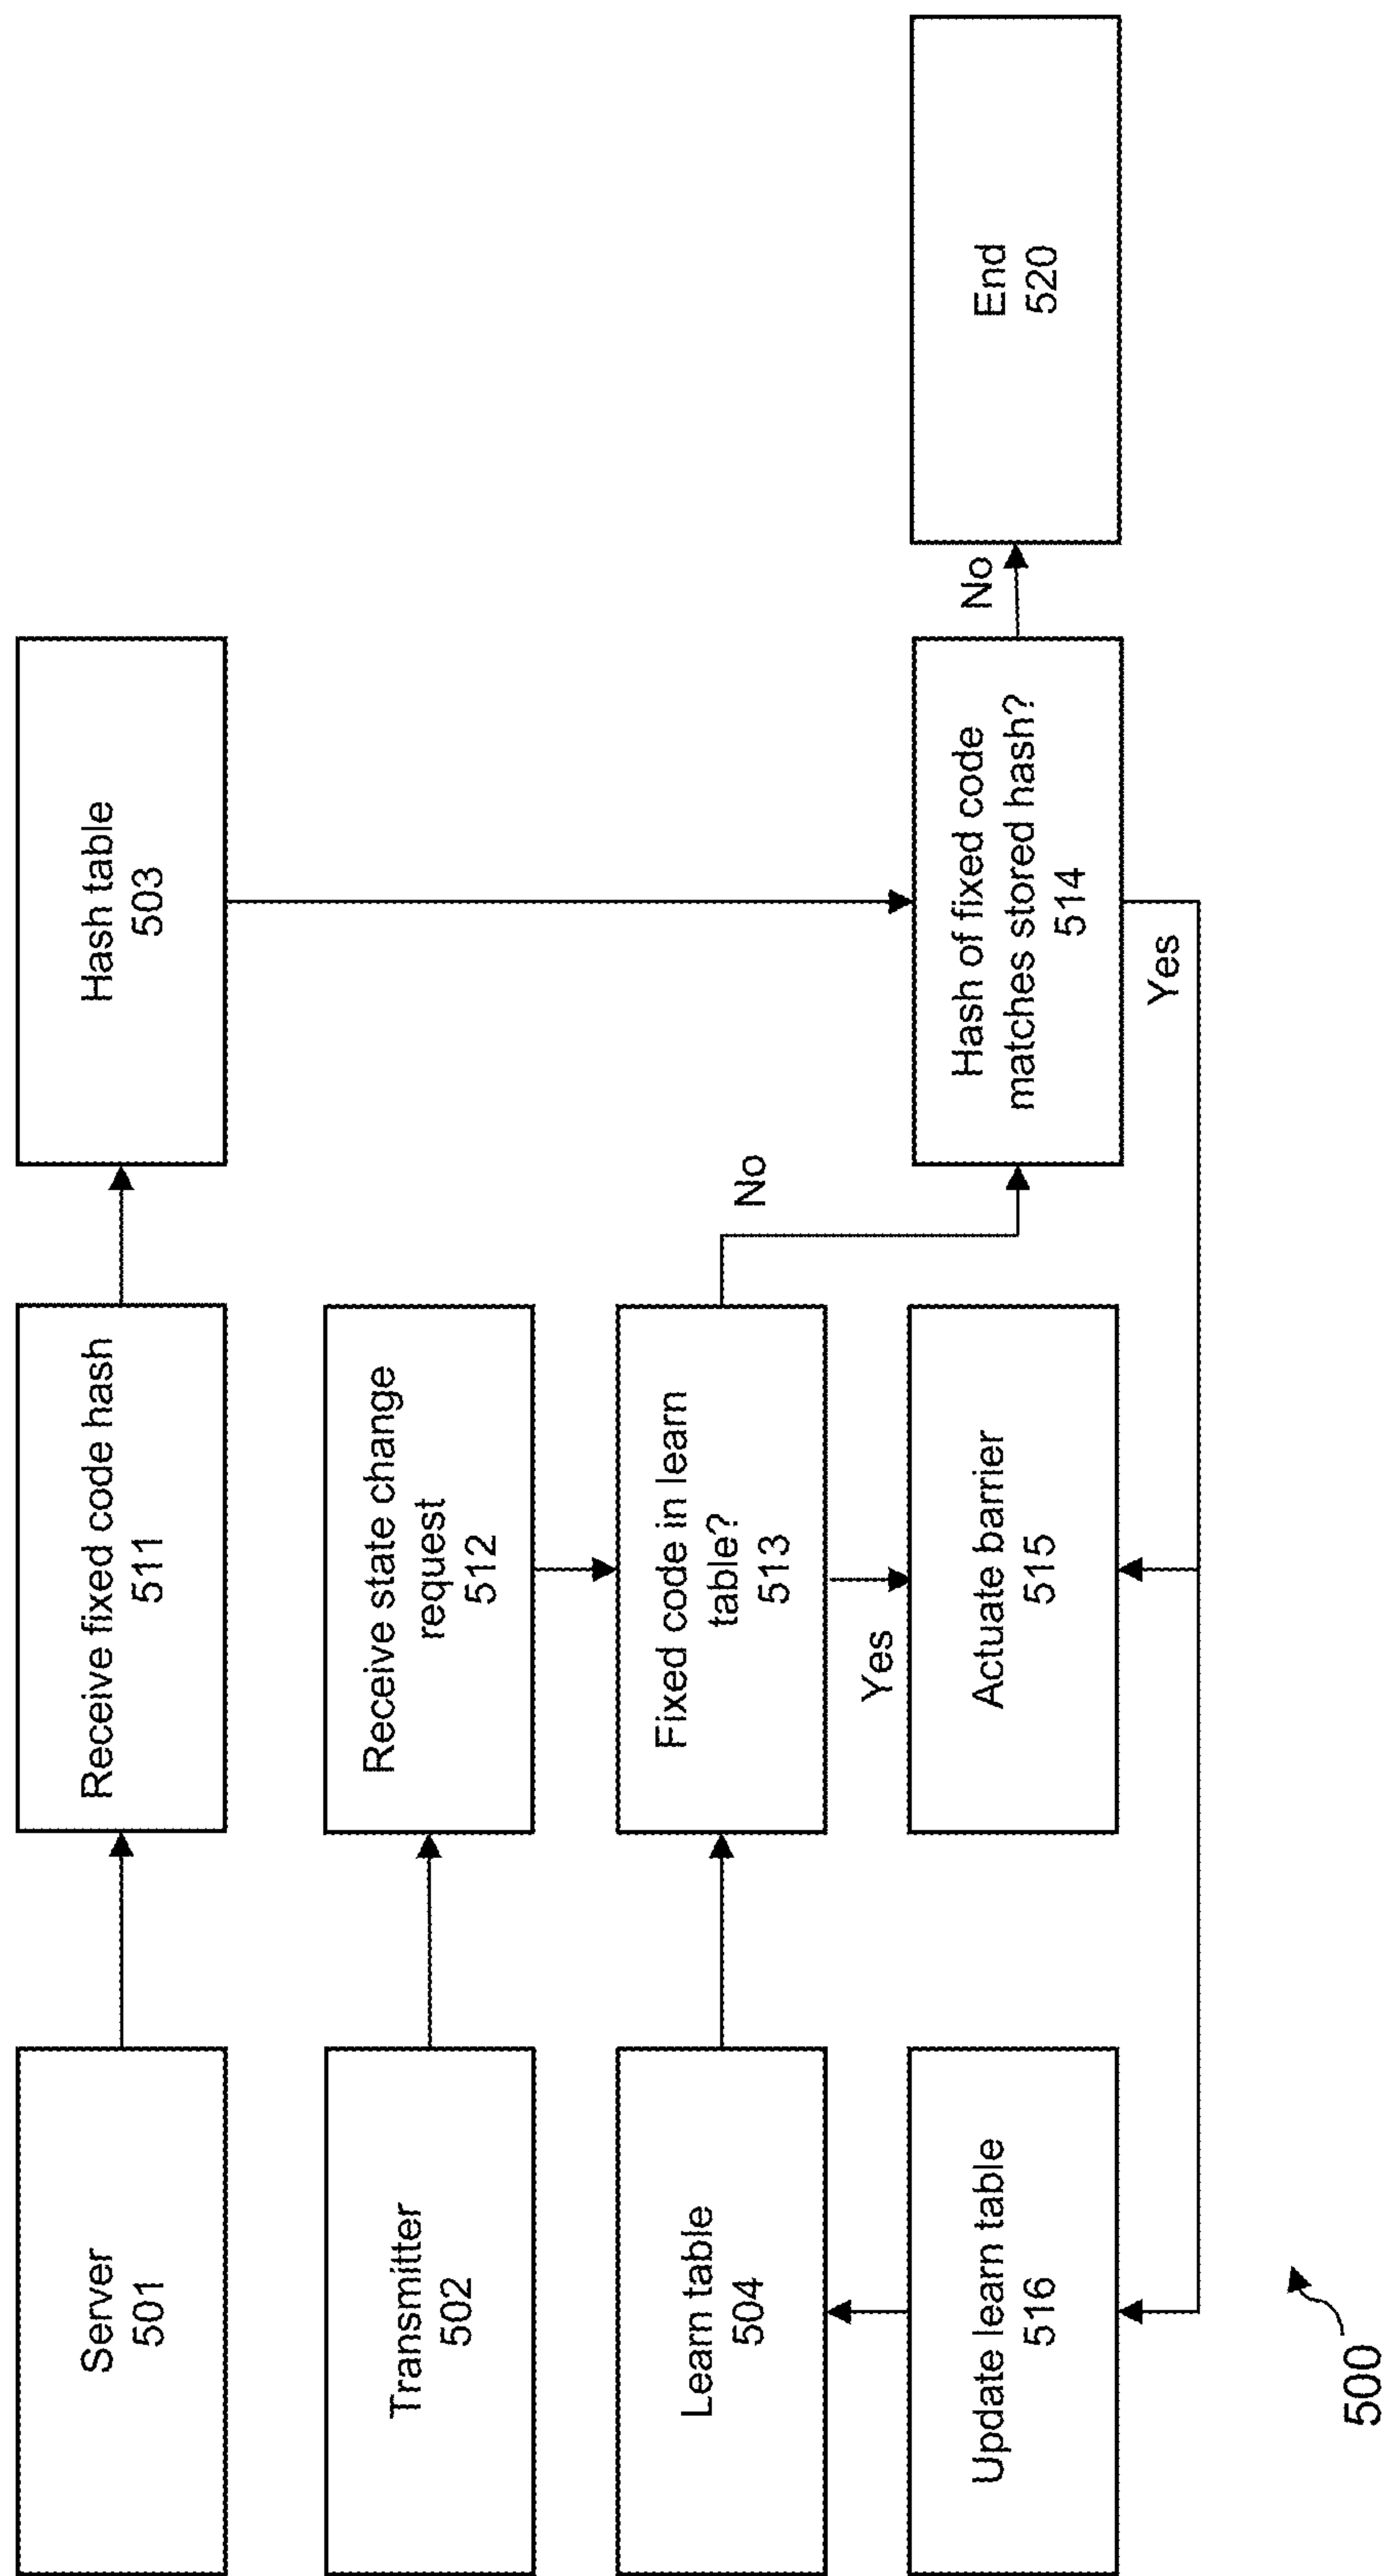 Server
501
Receive fixed code hash
511
Hash table
503
Transmitter
502
Receive state change
request
512
Learn table
504
Fixed code in learn
table?
513
No
Yes
Update learn table
516
Actuate barrier
515
Hash of fixed code
matches stored hash?
514
No
End
520
Yes
500